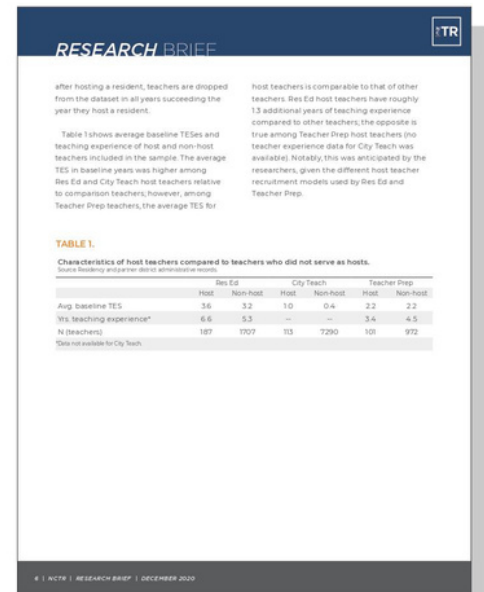 TR
RESEARCH BRIEF
after hosting a resident, teachers are dropped
from the dataset in all years succeeding the
year they host a resident.
Table 1 shows average baseline TESes and
teaching experience of host and non-host
teachers included in the sample. The average
TES in baseline years was higher among
Res Ed and City Teach host teachers relative
to comparison teachers; however, among
Teacher Prep teachers, the average TES for
host teachers is comparable to that of other
teachers. Res Ed host teachers have roughly
1.3 additional years of teaching experience
compared to other teachers; the opposite is
true among Teacher Prep host teachers (no
teacher experience data for City Teach was
available). Notably, this was anticipated by the
researchers, given the different host teacher
recruitment models used by Res Ed and
Teacher Prep.
TABLE 1.
Characteristics of host teachers compared to teachers who did not serve as hosts.
Source: Residency and partner district administrative records.
Res Ed City Teach Teacher Prep
Host Non-host Host Non-host Host Non-host
Avg. baseline TES 3.6 3.2 1.0 0.4 2.2 2.2
Yrs. teaching experience* 6.6 5.3 -- -- 3.4 4.5
N (teachers) 187 1707 113 7290 101 972
*Data not available for City Teach.
6 | NCTR | RESEARCH BRIEF | DECEMBER 2020